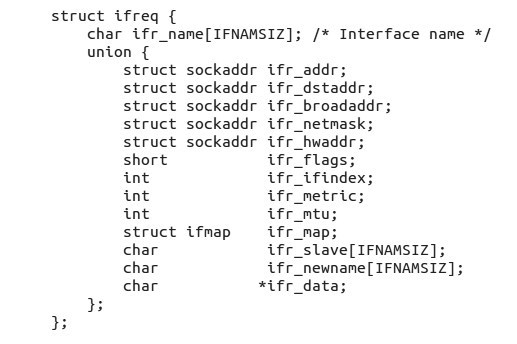 struct ifreq {
    char ifr_name[IFNAMSIZ]; /* Interface name */
    union {
        struct sockaddr ifr_addr;
        struct sockaddr ifr_dstaddr;
        struct sockaddr ifr_broadaddr;
        struct sockaddr ifr_netmask;
        struct sockaddr ifr_hwaddr;
        short           ifr_flags;
        int             ifr_ifindex;
        int             ifr_metric;
        int             ifr_mtu;
        struct ifmap    ifr_map;
        char            ifr_slave[IFNAMSIZ];
        char            ifr_newname[IFNAMSIZ];
        char           *ifr_data;
    };
};